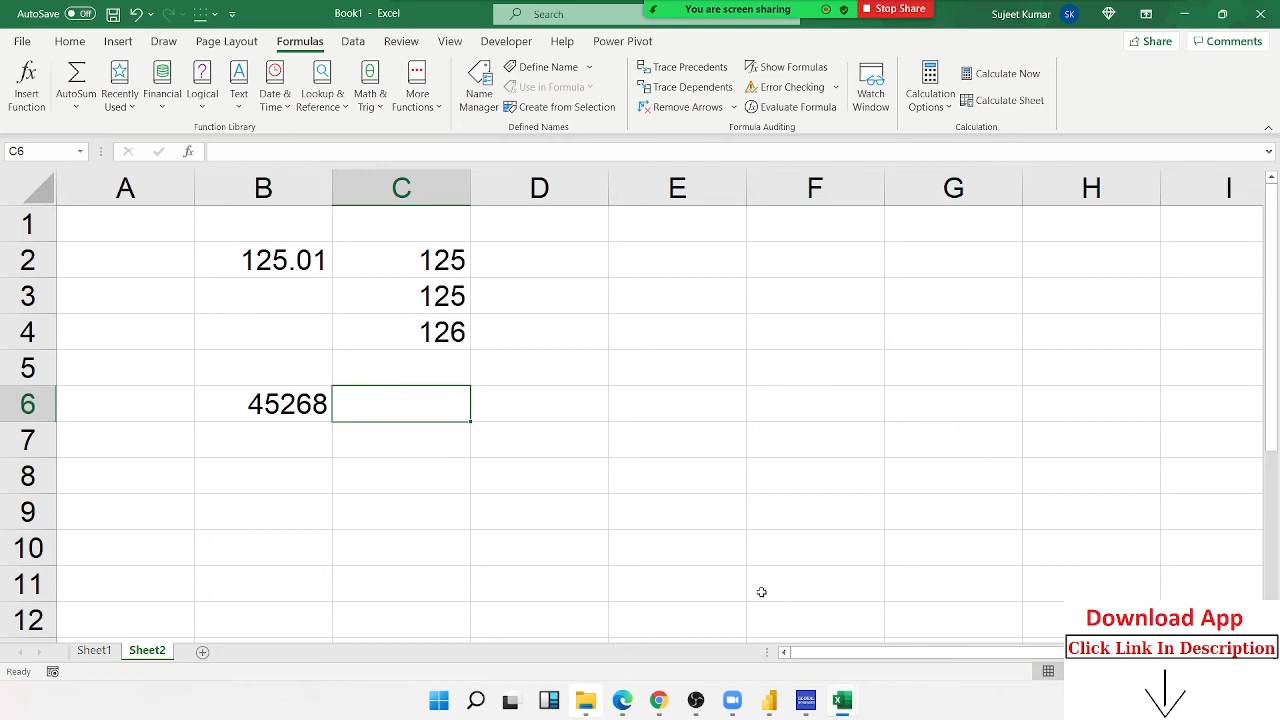 AutoSave Off Book1 - Excel Search You are screen sharing Stop Share Sujeet Kumar SK
File Home Insert Draw Page Layout Formulas Data Review View Developer Help Power Pivot Share Comments
Insert Function
AutoSum
Recently Used
Financial
Logical
Text
Date & Time
Lookup & Reference
Math & Trig
More Functions
Function Library
Name Manager
Define Name
Use in Formula
Create from Selection
Defined Names
Trace Precedents
Trace Dependents
Remove Arrows
Show Formulas
Error Checking
Evaluate Formula
Formula Auditing
Watch Window
Calculation Options
Calculate Now
Calculate Sheet
Calculation
C6 fx
A B C D E F G H I
1
2 125.01 125
3 125
4 126
5
6 45268
7
8
9
10
11
12
Sheet1 Sheet2
Ready
Download App
Click Link In Description